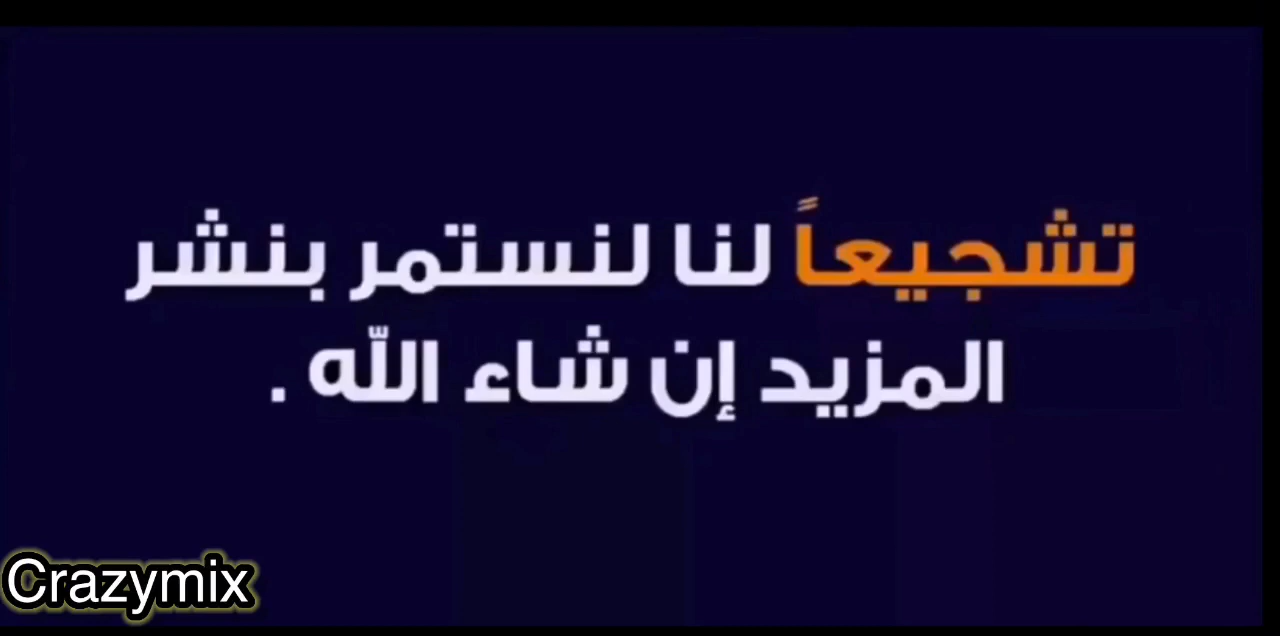 تشجيعاً لنا لنستمر بنشر
المزيد إن شاء اللّه .
Crazymix